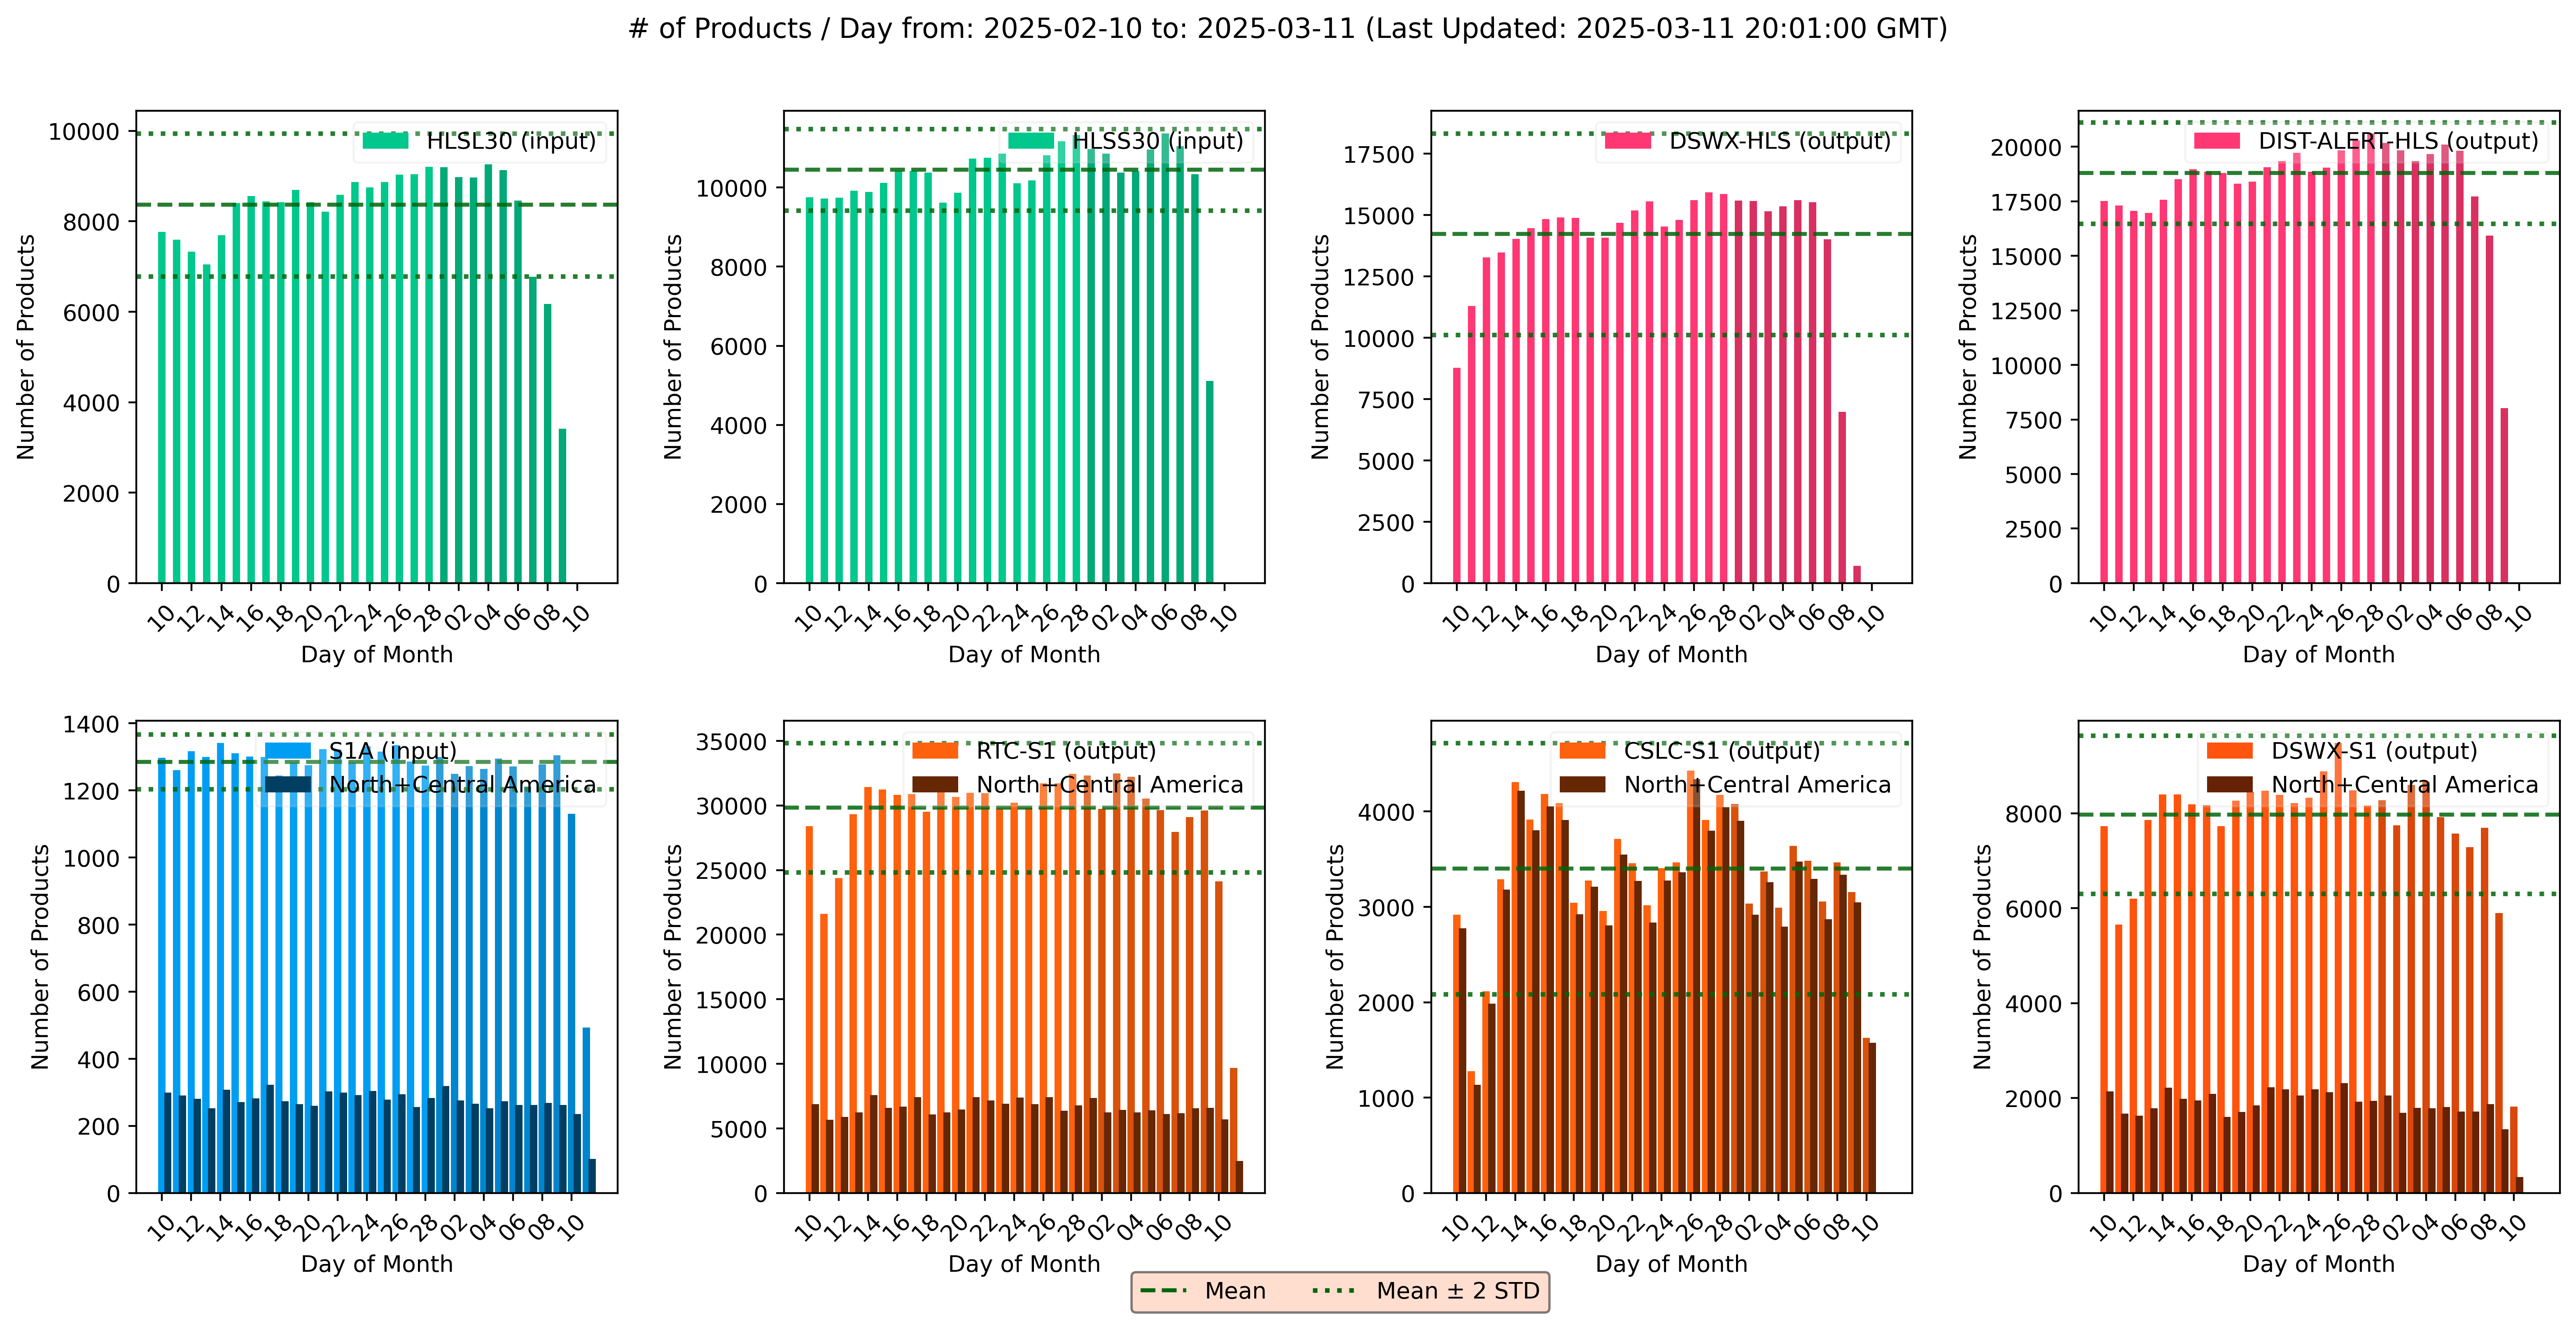 # of Products / Day from: 2025-02-10 to: 2025-03-11 (Last Updated: 2025-03-11 20:01:00 GMT)
HLSL30 (input)
Number of Products
10000
8000
6000
4000
2000
0
10 12 14 16 18 20 22 24 26 28 02 04 06 08 10
Day of Month
HLSS30 (input)
Number of Products
10000
8000
6000
4000
2000
0
10 12 14 16 18 20 22 24 26 28 02 04 06 08 10
Day of Month
DSWX-HLS (output)
Number of Products
17500
15000
12500
10000
7500
5000
2500
0
10 12 14 16 18 20 22 24 26 28 02 04 06 08 10
Day of Month
DIST-ALERT-HLS (output)
Number of Products
20000
17500
15000
12500
10000
7500
5000
2500
0
10 12 14 16 18 20 22 24 26 28 02 04 06 08 10
Day of Month
S1A (input)
North+Central America
Number of Products
1400
1200
1000
800
600
400
200
0
10 12 14 16 18 20 22 24 26 28 02 04 06 08 10
Day of Month
RTC-S1 (output)
North+Central America
Number of Products
35000
30000
25000
20000
15000
10000
5000
0
10 12 14 16 18 20 22 24 26 28 02 04 06 08 10
Day of Month
CSLC-S1 (output)
North+Central America
Number of Products
4000
3000
2000
1000
0
10 12 14 16 18 20 22 24 26 28 02 04 06 08 10
Day of Month
DSWX-S1 (output)
North+Central America
Number of Products
8000
6000
4000
2000
0
10 12 14 16 18 20 22 24 26 28 02 04 06 08 10
Day of Month
Mean
Mean ± 2 STD